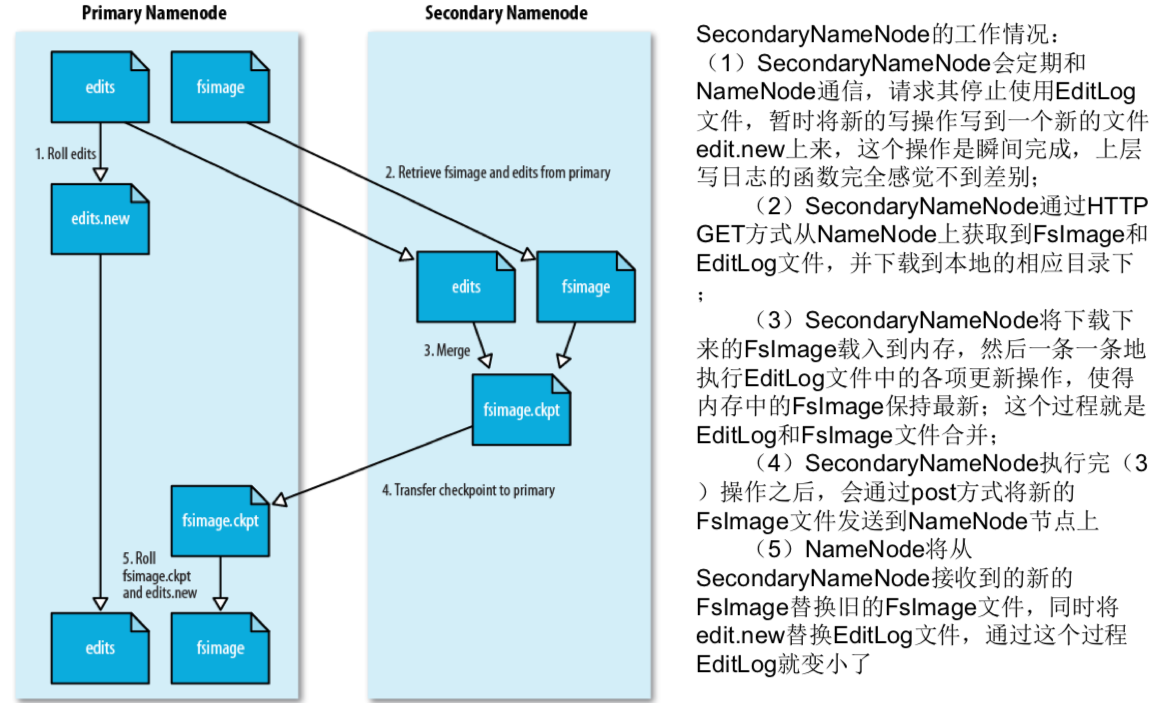 Primary Namenode
Secondary Namenode
edits
fsimage
1. Roll edits
2. Retrieve fsimage and edits from primary
edits.new
edits
fsimage
3. Merge
fsimage.ckpt
4. Transfer checkpoint to primary
fsimage.ckpt
5. Roll
fsimage.ckpt
and edits.new
edits
fsimage
SecondaryNameNode的工作情况：
（1）SecondaryNameNode会定期和
NameNode通信，请求其停止使用EditLog
文件，暂时将新的写操作写到一个新的文件
edit.new上来，这个操作是瞬间完成，上层
写日志的函数完全感觉不到差别；
（2）SecondaryNameNode通过HTTP
GET方式从NameNode上获取到FsImage和
EditLog文件，并下载到本地的相应目录下
；
（3）SecondaryNameNode将下载下
来的FsImage载入到内存，然后一条一条地
执行EditLog文件中的各项更新操作，使得
内存中的FsImage保持最新；这个过程就是
EditLog和FsImage文件合并；
（4）SecondaryNameNode执行完（3
）操作之后，会通过post方式将新的
FsImage文件发送到NameNode节点上
（5）NameNode将从
SecondaryNameNode接收到的新的
FsImage替换旧的FsImage文件，同时将
edit.new替换EditLog文件，通过这个过程
EditLog就变小了